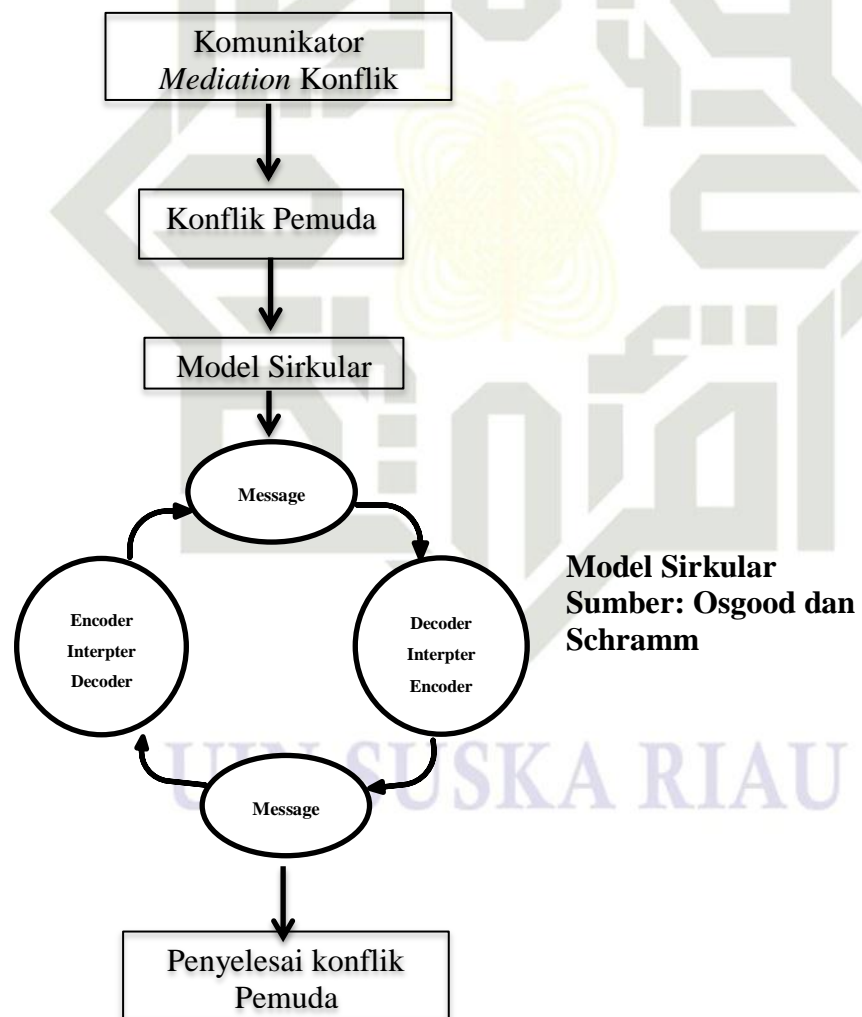 Komunikator
Mediation Konflik
Konflik Pemuda
Model Sirkular
Message
Encoder
Interpter
Decoder
Decoder
Interpter
Encoder
Model Sirkular
Sumber: Osgood dan
Schramm
Message
UIN SUSKA RIAU
Penyelesai konflik
Pemuda